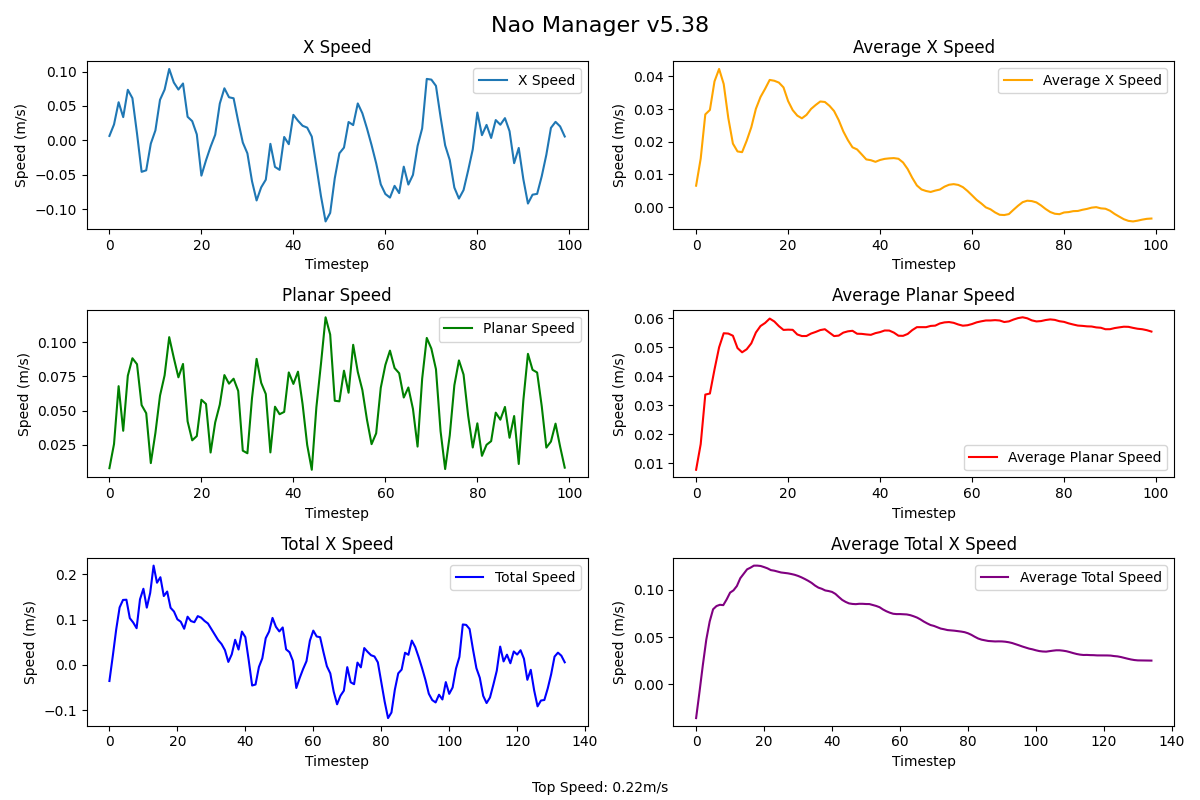 Nao Manager v5.38
X Speed
Average X Speed
Speed (m/s)
0.10
0.05
0.00
−0.05
−0.10
X Speed
0 20 40 60 80 100
Timestep
Speed (m/s)
0.04
0.03
0.02
0.01
0.00
Average X Speed
0 20 40 60 80 100
Timestep
Planar Speed
Average Planar Speed
Speed (m/s)
0.100
0.075
0.050
0.025
Planar Speed
0 20 40 60 80 100
Timestep
Speed (m/s)
0.06
0.05
0.04
0.03
0.02
0.01
Average Planar Speed
0 20 40 60 80 100
Timestep
Total X Speed
Average Total X Speed
Speed (m/s)
0.2
0.1
0.0
−0.1
Total Speed
0 20 40 60 80 100 120 140
Timestep
Speed (m/s)
0.10
0.05
0.00
Average Total Speed
0 20 40 60 80 100 120 140
Timestep
Top Speed: 0.22m/s